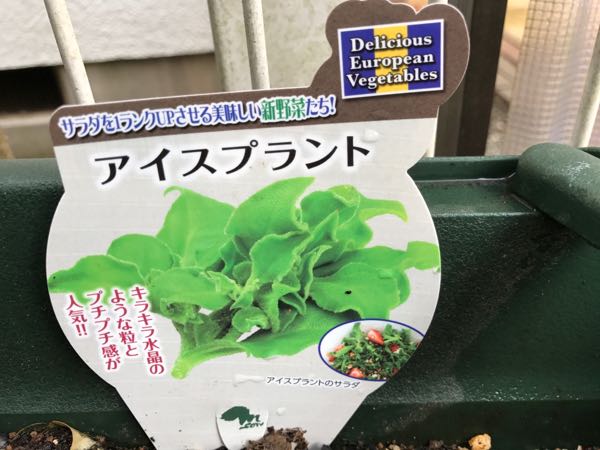 Delicious
European
Vegetables
サラダを1ランクUPさせる美味しい新野菜たち!
アイスプラント
キラキラ水晶の
ような粒と
プチプチ感が
人気!!
アイスプラントのサラダ